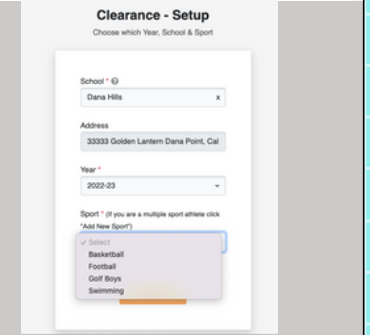 Clearance - Setup
Choose which Year, School & Sport
School *
Dana Hills x
Address
33333 Golden Lantern Dana Point, Cal
Year *
2022-23
Sport * (If you are a multiple sport athlete click
"Add New Sport")
✓ Select
Basketball
Football
Golf Boys
Swimming